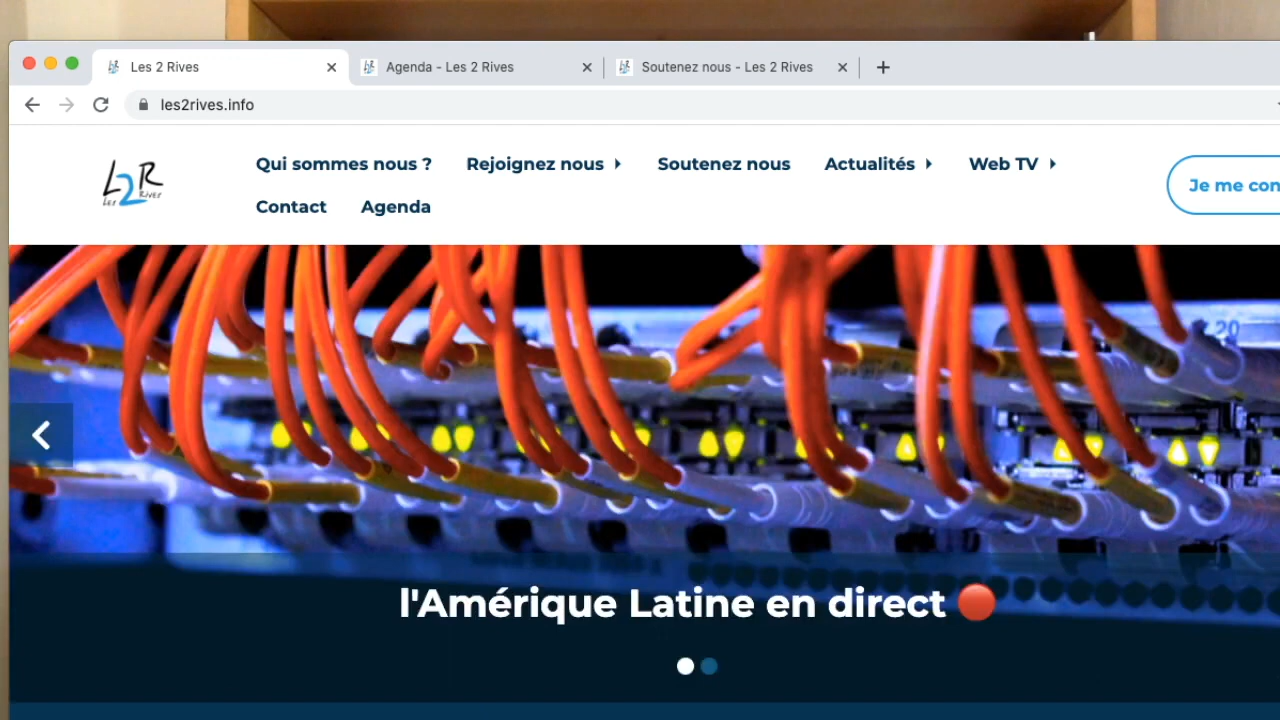 Les 2 Rives
Agenda - Les 2 Rives
Soutenez nous - Les 2 Rives
les2rives.info
L2R
Les Rives
Qui sommes nous ?
Rejoignez nous
Soutenez nous
Actualités
Web TV
Contact
Agenda
Je me con
20
l'Amérique Latine en direct